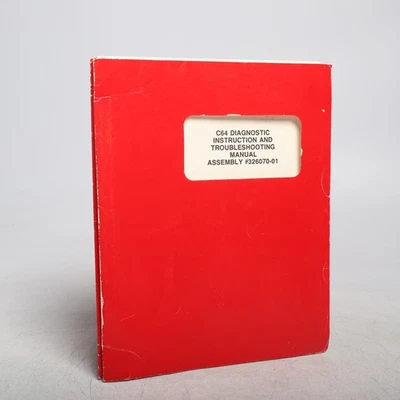 C64 DIAGNOSTIC
INSTRUCTION AND
TROUBLESHOOTING
MANUAL
ASSEMBLY #326070-01